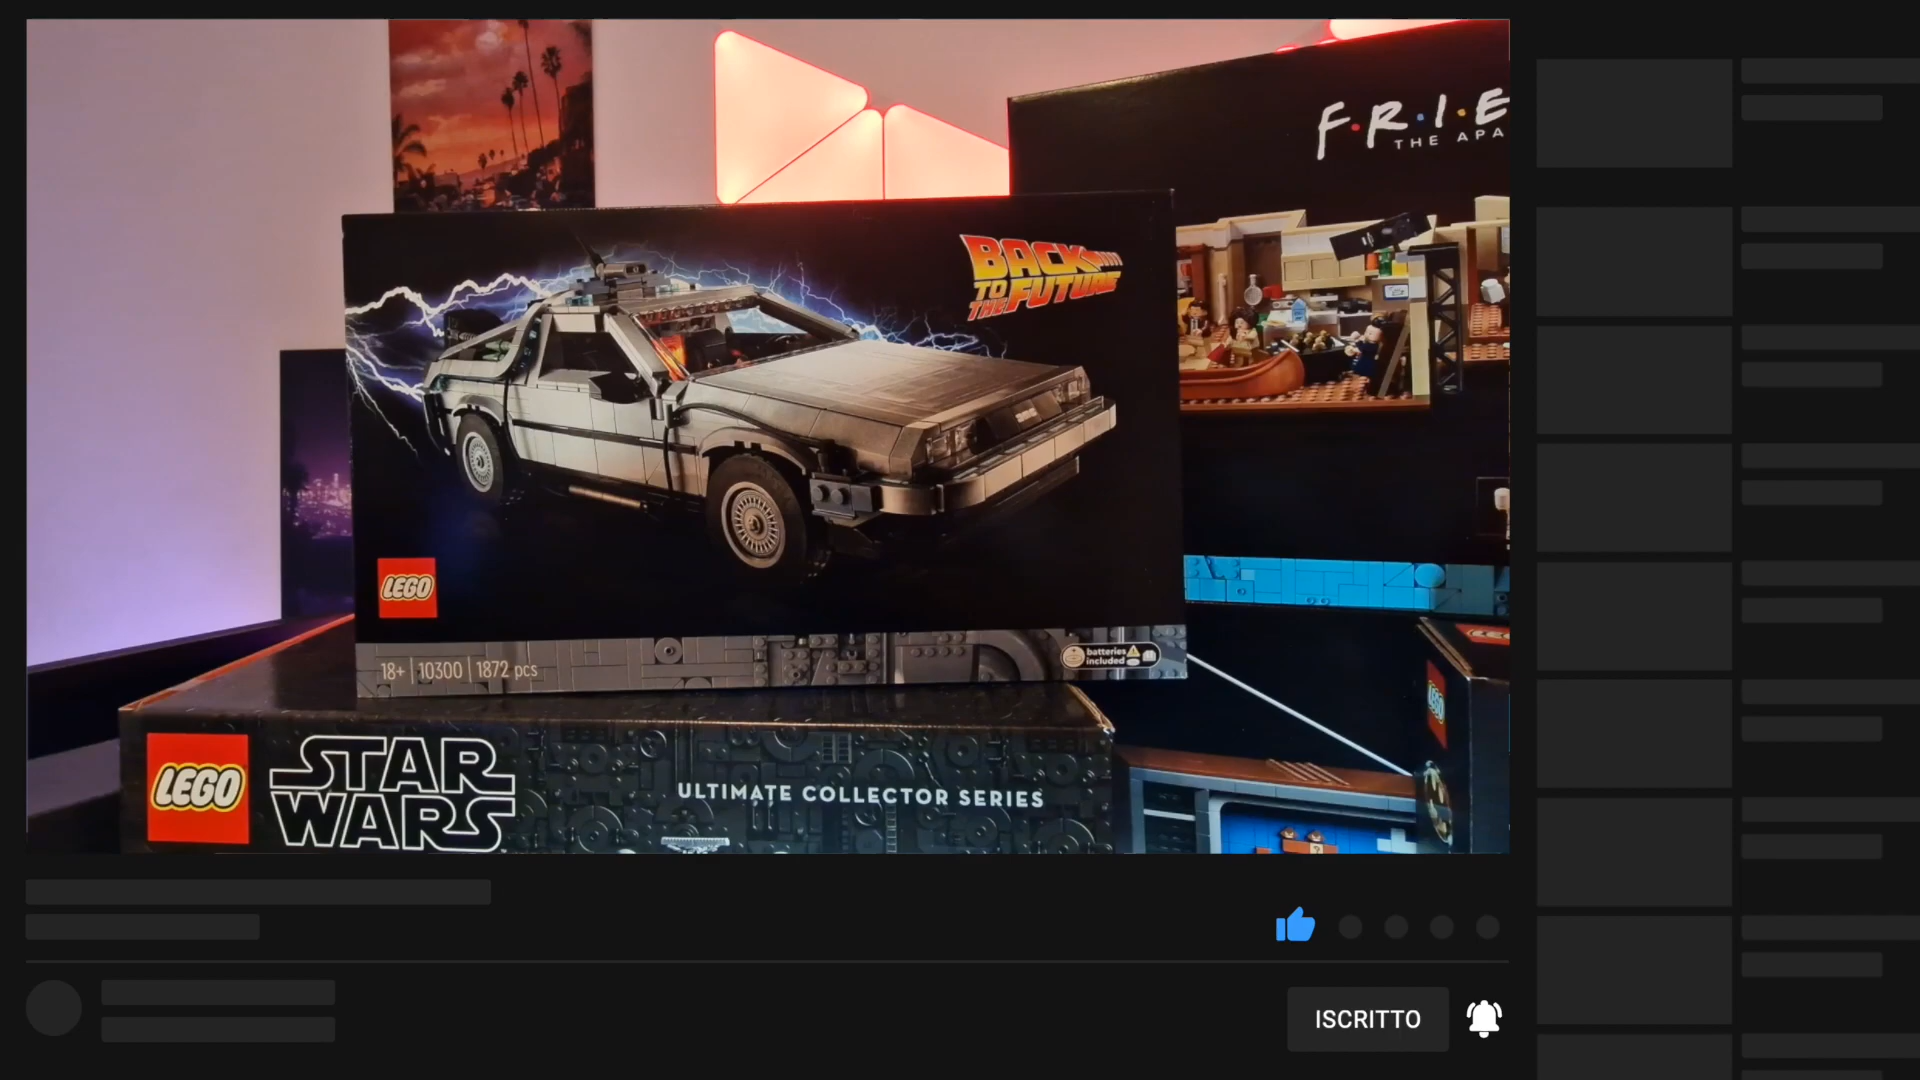 F·R·I·E
THE APA
BACK
TO THE FUTURE
LEGO
18+ | 10300 | 1872 pcs
batteries
included
LEGO
STAR
WARS
ULTIMATE COLLECTOR SERIES
LEGO
ISCRITTO